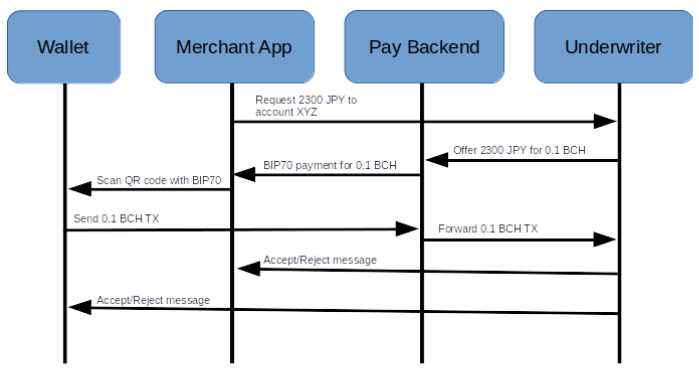 Wallet
Merchant App
Pay Backend
Underwriter
Request 2300 JPY to
account XYZ
Offer 2300 JPY for 0.1 BCH
BIP70 payment for 0.1 BCH
Scan QR code with BIP70
Send 0.1 BCH TX
Forward 0.1 BCH TX
Accept/Reject message
Accept/Reject message